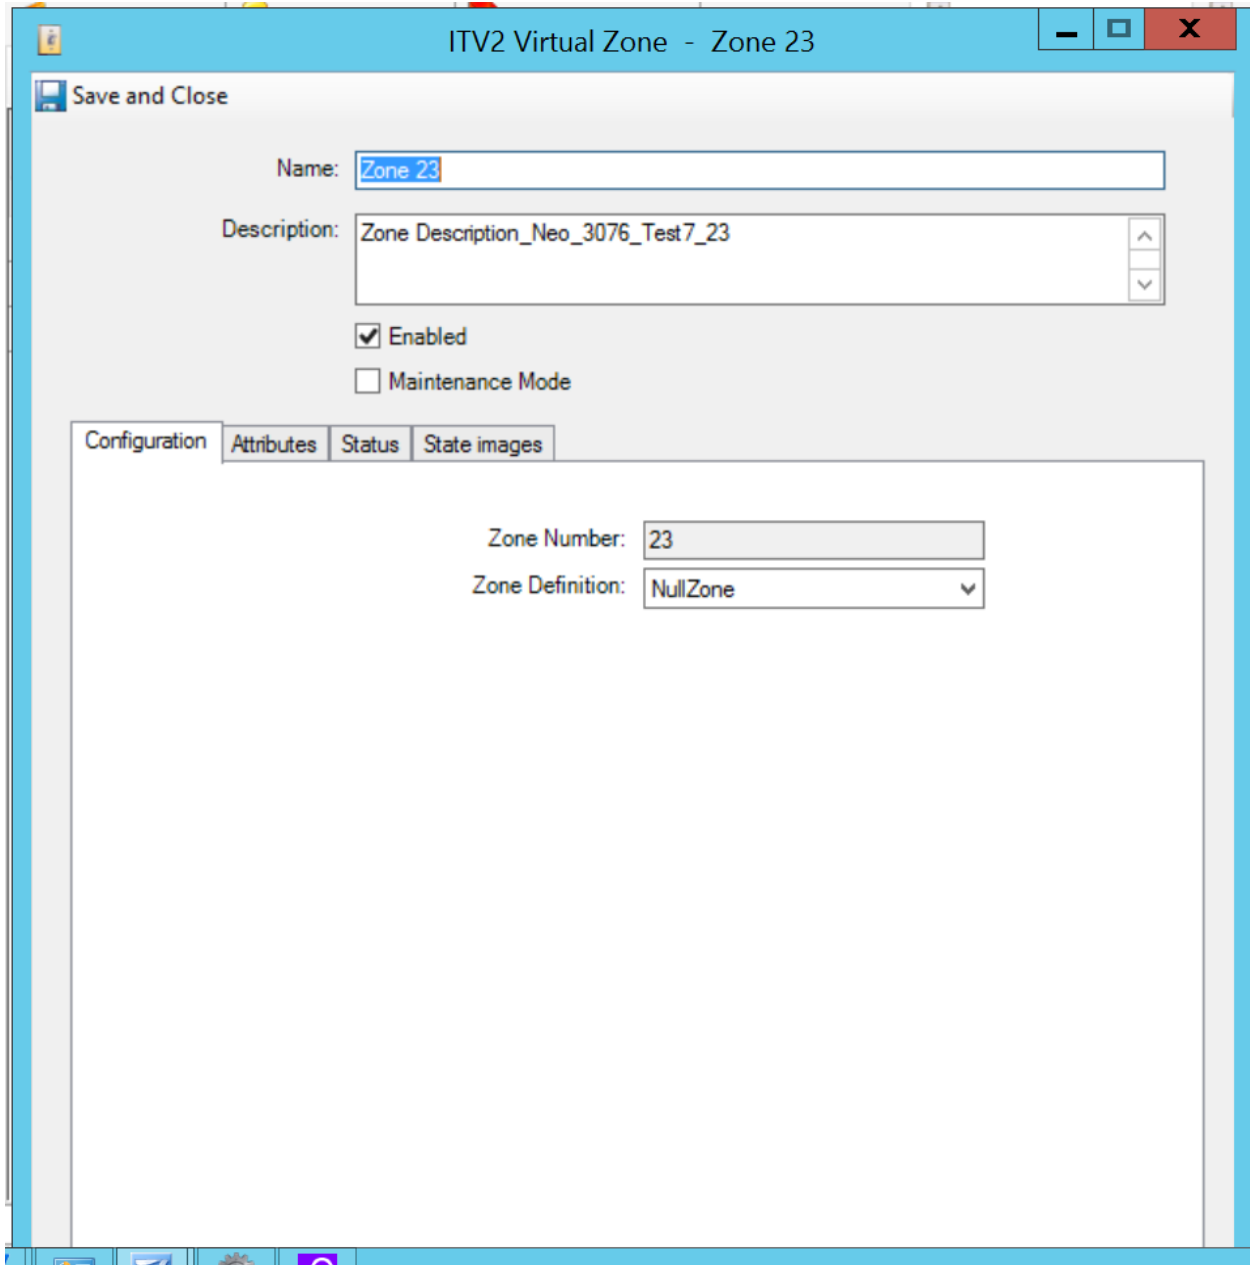 ITV2 Virtual Zone - Zone 23
Save and Close
Name: Zone 23
Description: Zone Description_Neo_3076_Test7_23
Enabled
Maintenance Mode
Configuration Attributes Status State images
Zone Number: 23
Zone Definition: NullZone